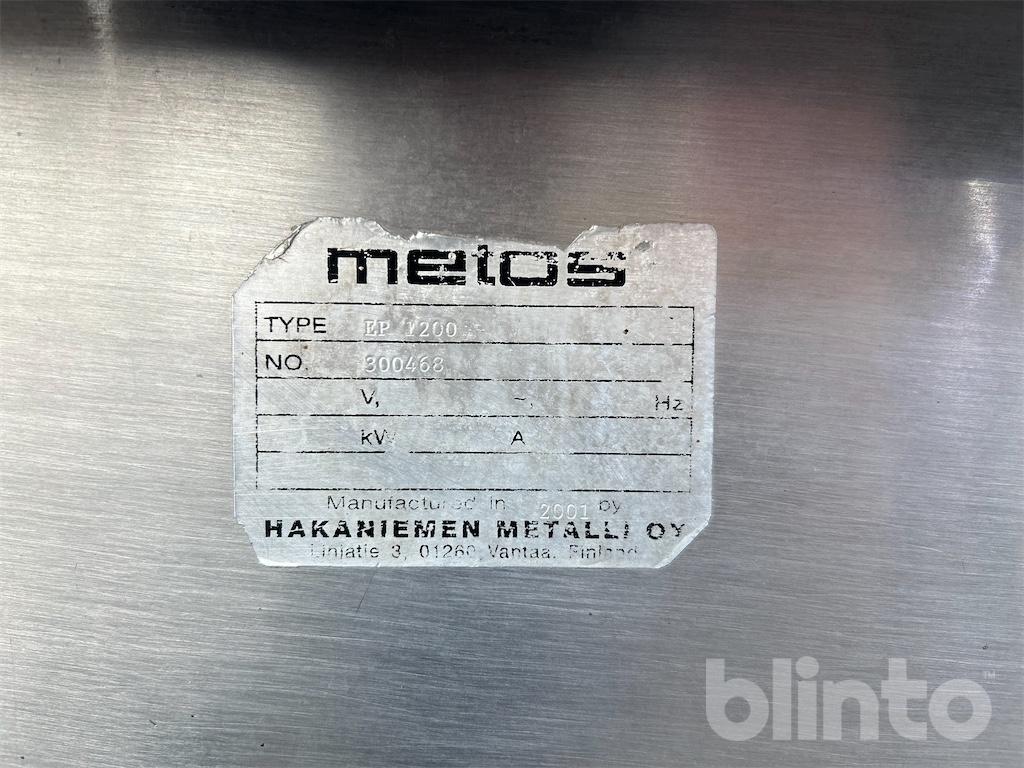 metos
TYPE EP 1200
NO. 300468
V, ~, Hz
kW A
Manufactured in 2001 by
HAKANIEMEN METALLI OY
Linjatie 3, 01260 Vantaa, Finland
blinto